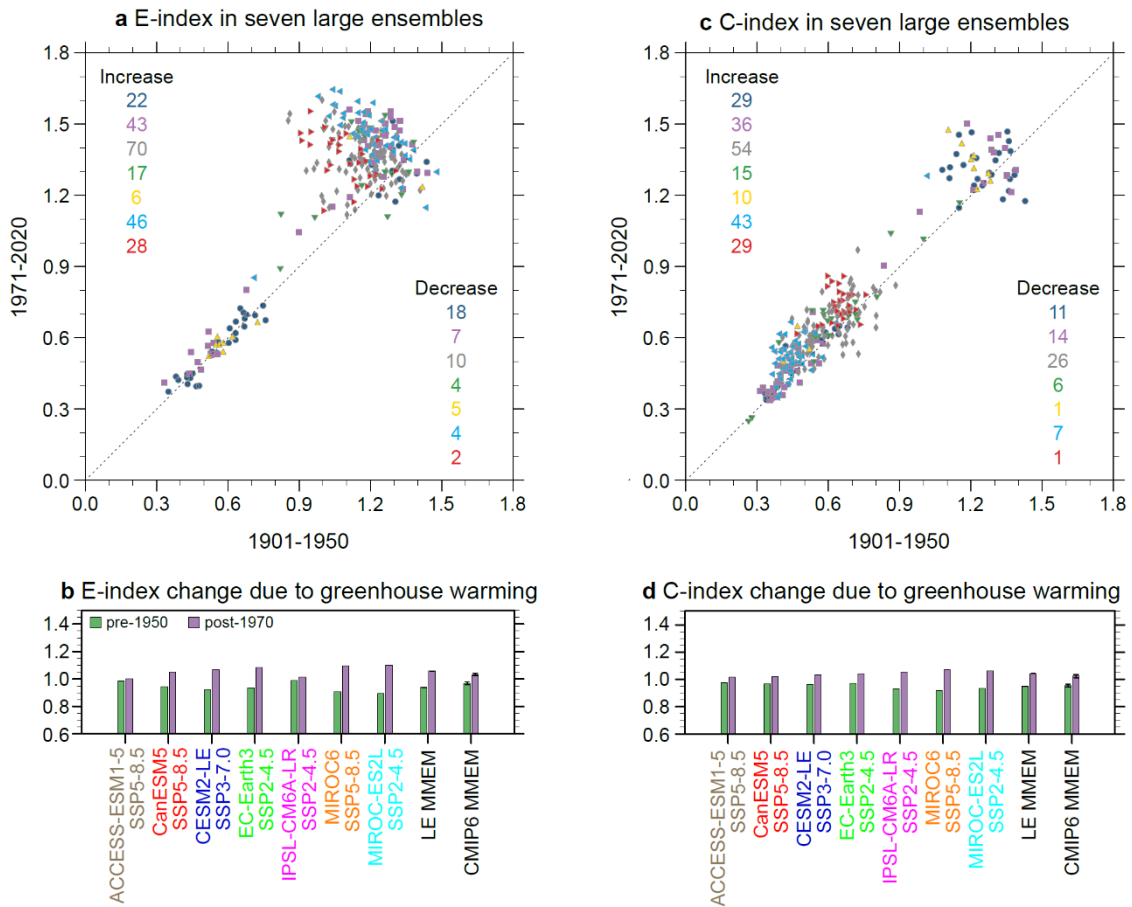 a E-index in seven large ensembles
1.8
1.5
1.2
0.9
0.6
0.3
0.0
1971-2020
Increase
22
43
70
17
6
46
28
Decrease
18
7
10
4
5
4
2
0.0 0.3 0.6 0.9 1.2 1.5 1.8
1901-1950
c C-index in seven large ensembles
1.8
1.5
1.2
0.9
0.6
0.3
0.0
1971-2020
Increase
29
36
54
15
10
43
29
Decrease
11
14
26
6
1
7
1
0.0 0.3 0.6 0.9 1.2 1.5 1.8
1901-1950
b E-index change due to greenhouse warming
1.4
1.2
1.0
0.8
0.6
pre-1950 post-1970
ACCESS-ESM1-5
SSP5-8.5
CanESM5
SSP5-8.5
CESM2-LE
SSP3-7.0
EC-Earth3
SSP2-4.5
IPSL-CM6A-LR
SSP2-4.5
MIROC6
SSP5-8.5
MIROC-ES2L
SSP2-4.5
LE MMEM
CMIP6 MMEM
d C-index change due to greenhouse warming
1.4
1.2
1.0
0.8
0.6
ACCESS-ESM1-5
SSP5-8.5
CanESM5
SSP5-8.5
CESM2-LE
SSP3-7.0
EC-Earth3
SSP2-4.5
IPSL-CM6A-LR
SSP2-4.5
MIROC6
SSP5-8.5
MIROC-ES2L
SSP2-4.5
LE MMEM
CMIP6 MMEM